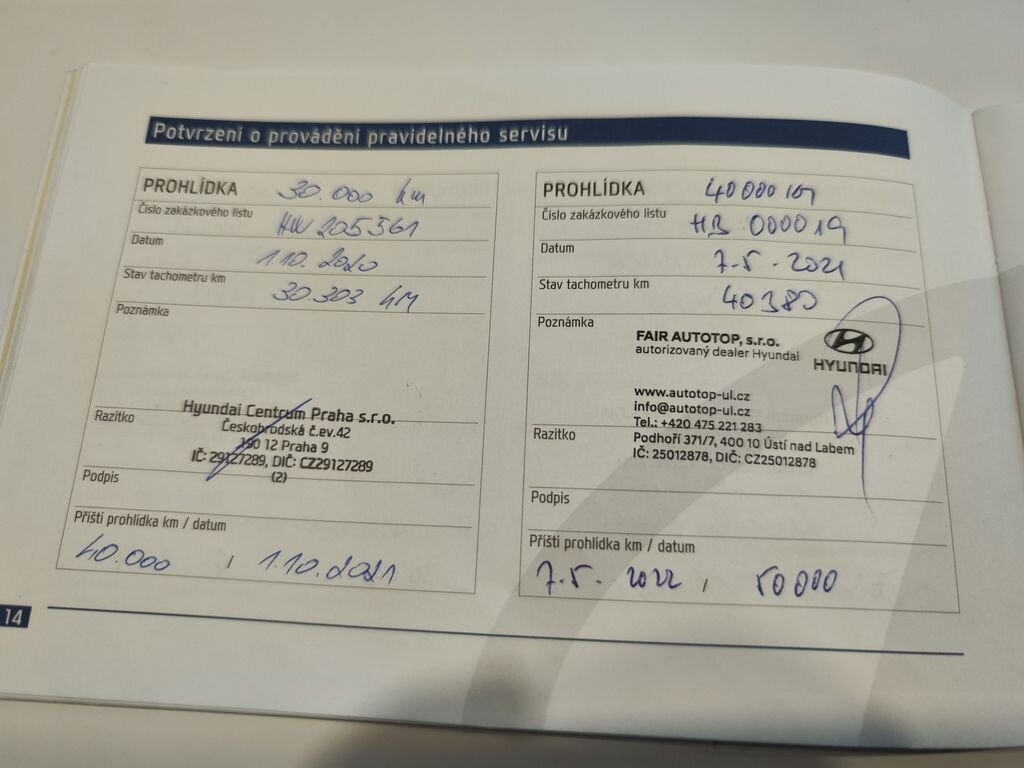 Potvrzení o provádění pravidelného servisu
PROHLÍDKA 30.000 km
Číslo zakázkového listu HW205561
Datum 1.10. 2020
Stav tachometru km 30.303 KM
Poznámka
Razítko
Hyundai Centrum Praha s.r.o.
Českobrodská č.ev.42
190 12 Praha 9
IČ: 29127289, DIČ: CZ29127289
(2)
Podpis
Příští prohlídka km / datum
40.000 / 1.10.2021
PROHLÍDKA 40000
Číslo zakázkového listu HB 000019
Datum 7.5. 2021
Stav tachometru km 40380
Poznámka
FAIR AUTOTOP, s.r.o.
autorizovaný dealer Hyundai
HYUNDAI
www.autotop-ul.cz
info@autotop-ul.cz
Tel.: +420 475 221 283
Razítko
Podhoří 371/7, 400 10 Ústí nad Labem
IČ: 25012878, DIČ: CZ25012878
Podpis
Příští prohlídka km / datum
7.5. 2022 / 50000
14